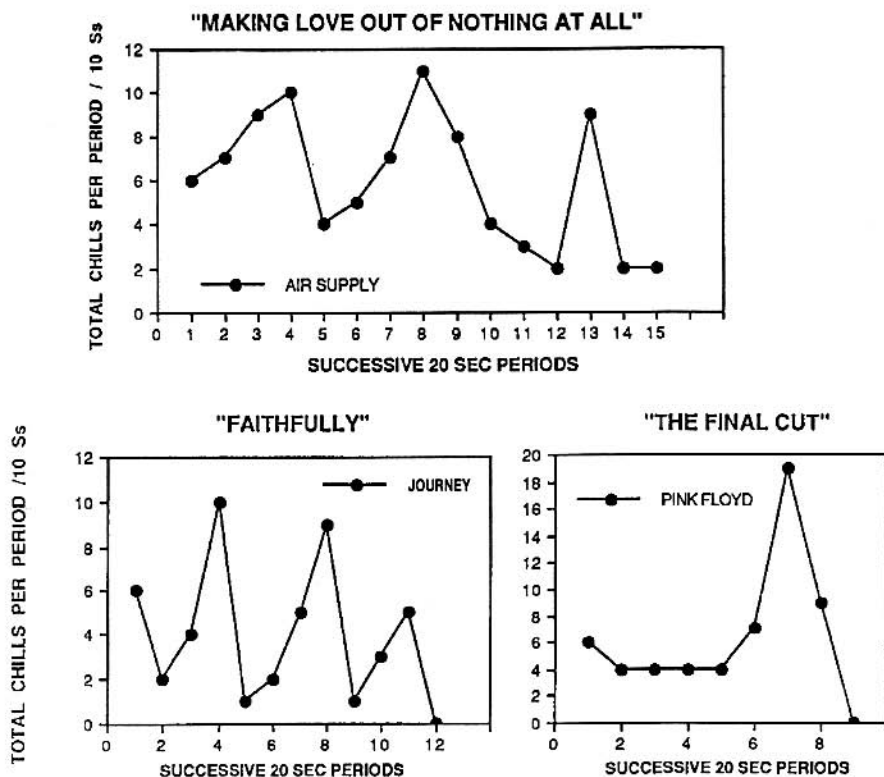 "MAKING LOVE OUT OF NOTHING AT ALL"
TOTAL CHILLS PER PERIOD / 10 Ss
12
10
8
6
4
2
0
AIR SUPPLY
0 1 2 3 4 5 6 7 8 9 10 11 12 13 14 15
SUCCESSIVE 20 SEC PERIODS
"FAITHFULLY"
TOTAL CHILLS PER PERIOD /10 Ss
12
10
8
6
4
2
0
JOURNEY
0 2 4 6 8 10 12
SUCCESSIVE 20 SEC PERIODS
"THE FINAL CUT"
20
18
16
14
12
10
8
6
4
2
0
PINK FLOYD
0 2 4 6 8
SUCCESSIVE 20 SEC PERIODS